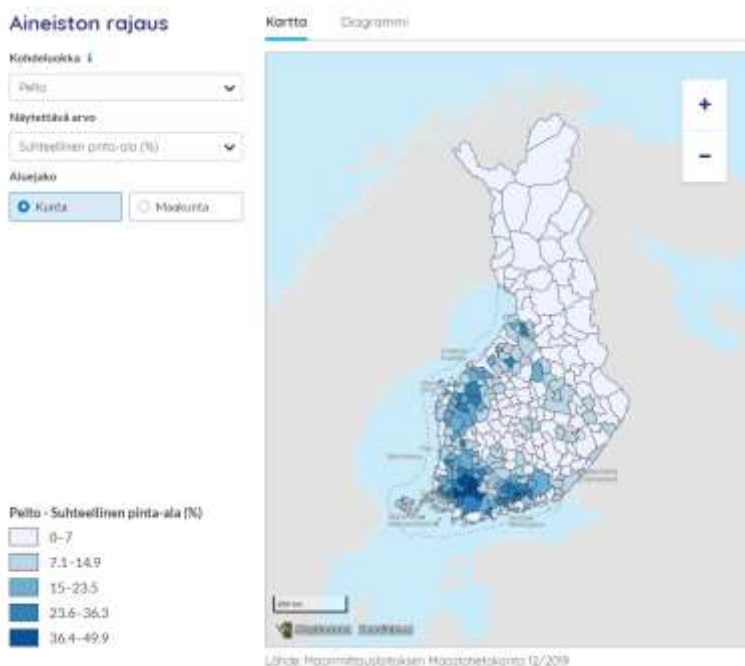 Aineiston rajaus
Kartta
Diagrammi
Kohdeluokka i
Pelto
Näytettävä arvo
Suhteellinen pinta-ala (%)
Aluejako
Kunta
Maakunta
+
−
Pelto - Suhteellinen pinta-ala (%)
0–7
7.1–14.9
15–23.5
23.6–36.3
36.4–49.9
Lähde: Maanmittauslaitoksen Maastotietokanta 12/2019